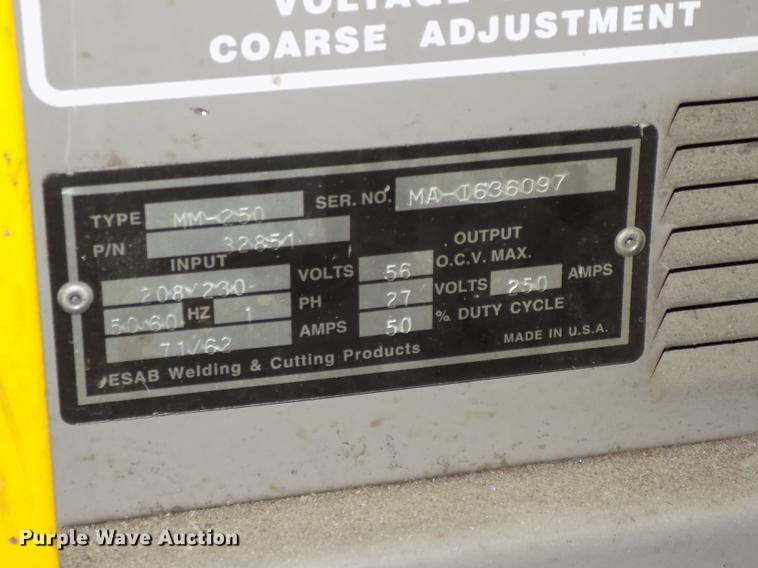 VOLTAGE
COARSE ADJUSTMENT
TYPE MM-250 SER. NO. MA-I636097
P/N 32851
INPUT OUTPUT
208/230 VOLTS 56 O.C.V. MAX.
50/60 HZ 1 PH 27 VOLTS 250 AMPS
71/62 AMPS 50 % DUTY CYCLE
ESAB Welding & Cutting Products MADE IN U.S.A.
Purple Wave Auction